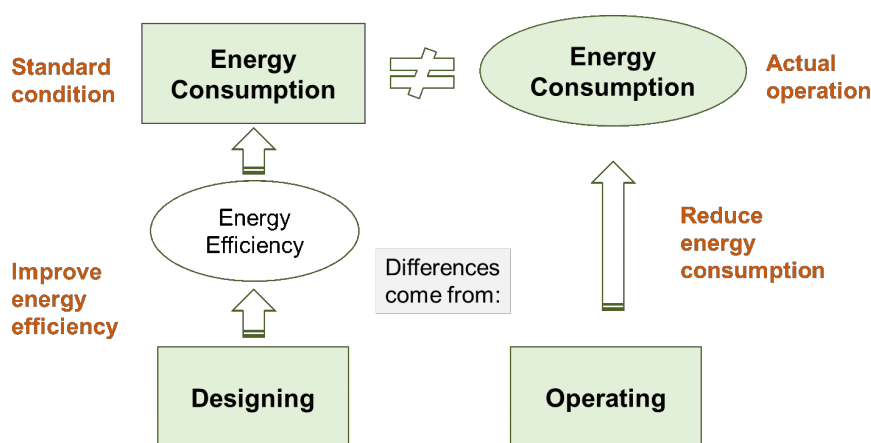 Standard
condition
Energy
Consumption
≠
Energy
Consumption
Actual
operation
Energy
Efficiency
Improve
energy
efficiency
Differences
come from:
Reduce
energy
consumption
Designing
Operating